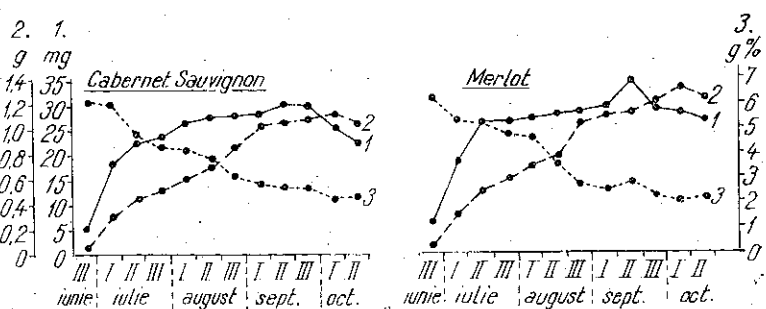 2. 1. 3.
g mg g%
Cabernet Sauvignon Merlot
1,4 35 7
1,2 30 6
1,0 25 5
0,8 20 4
0,6 15 3
0,4 10 2
0,2 5 1
0 0 0
2 1 3 2 1 3
III I II III I II III I II III I II III I II III I II III I II III I II
iunie iulie august sept. oct. iunie iulie august sept. oct.